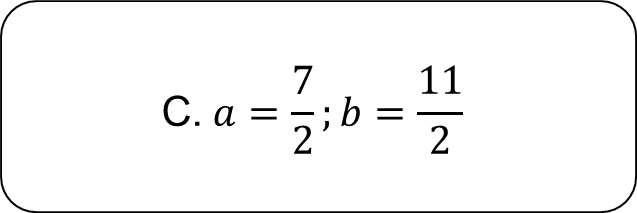 C. a = 7/2 ; b = 11/2